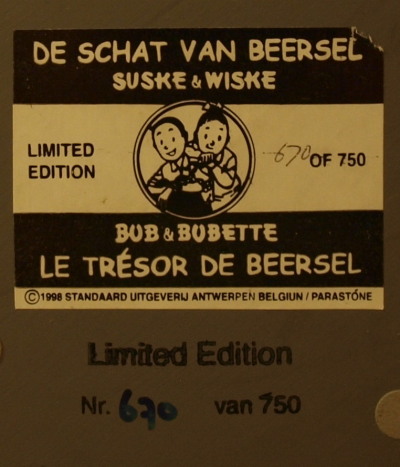 DE SCHAT VAN BEERSEL
SUSKE & WISKE
LIMITED
EDITION
670 OF 750
BUB & BUBETTE
LE TRÉSOR DE BEERSEL
©1998 STANDAARD UITGEVERIJ ANTWERPEN BELGIUN / PARASTÓNE
Limited Edition
Nr. 670 van 750